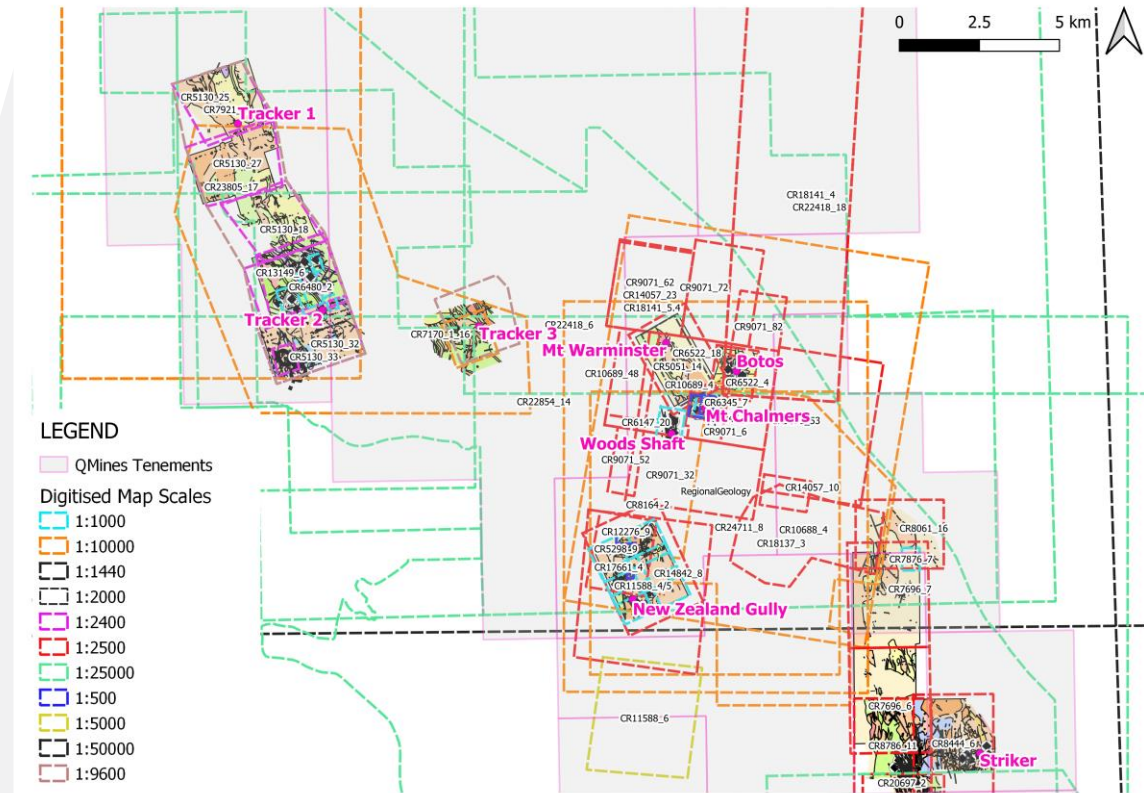 0 2.5 5 km
CR5130_25
CR7921
Tracker 1
CR5130_27
CR23805_17
CR5130_18
CR13149_6
CR6480_2
Tracker 2
CR5130_32
CR5130_33
CR7170_1_16
Tracker 3
CR22418_6
CR22854_14
CR18141_4
CR22418_18
CR9071_62
CR9071_72
CR14057_23
CR18141_5.4
CR9071_82
Mt Warminster
CR6522_18
Botos
CR10689_48
CR5051_14
CR10689_4
CR6522_4
CR6345_7
Mt Chalmers
CR6147_20
CR9071_6
Woods Shaft
CR9071_52
CR9071_32
RegionalGeology
CR14057_10
CR8164_2
CR24711_8
CR10688_4
CR18137_3
CR12276_9
CR5298_9
CR17661_4
CR14842_8
CR11588_4/5
New Zealand Gully
CR8061_16
CR7876_7
CR7696_7
CR11588_6
CR7696_6
CR8786_11
CR8444_6
Striker
CR20697_2
LEGEND
QMines Tenements
Digitised Map Scales
1:1000
1:10000
1:1440
1:2000
1:2400
1:2500
1:25000
1:500
1:5000
1:50000
1:9600